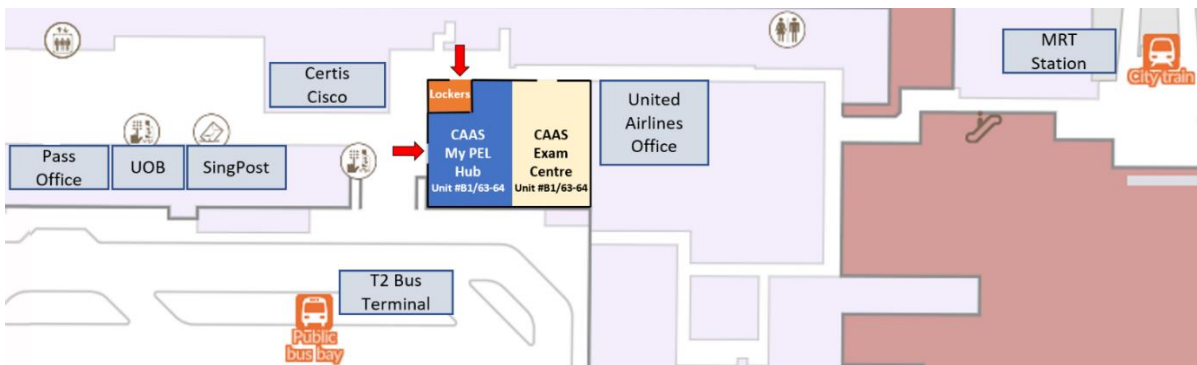 MRT
Station
City train
Certis
Cisco
Lockers
United
Airlines
Office
CAAS
My PEL
Hub
Unit #B1/63-64
CAAS
Exam
Centre
Unit #B1/63-64
Pass
Office
UOB
SingPost
T2 Bus
Terminal
Public
bus bay